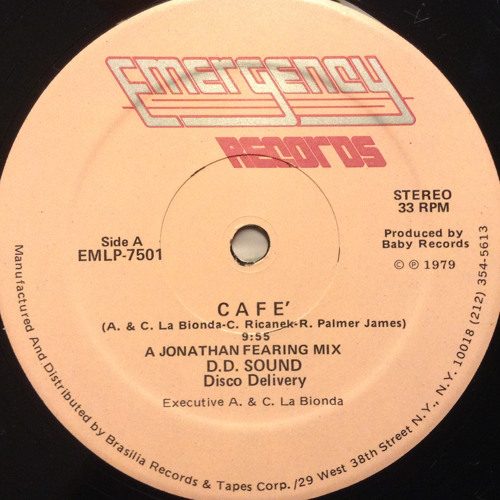 Emergency
Records
STEREO
33 RPM
Side A
EMLP-7501
Produced by
Baby Records
© ℗ 1979
CAFE'
(A. & C. La Bionda-C. Ricanek-R. Palmer James)
9:55
A JONATHAN FEARING MIX
D.D. SOUND
Disco Delivery
Executive A. & C. La Bionda
Manufactured And Distributed by Brasilia Records & Tapes Corp./29 West 38th Street N.Y., N.Y. 10018 (212) 354-5613